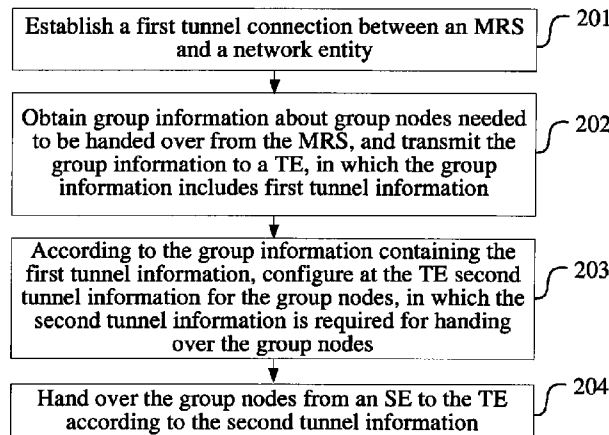 Establish a first tunnel connection between an MRS
and a network entity
201
Obtain group information about group nodes needed
to be handed over from the MRS, and transmit the
group information to a TE, in which the group
information includes first tunnel information
202
According to the group information containing the
first tunnel information, configure at the TE second
tunnel information for the group nodes, in which the
second tunnel information is required for handing
over the group nodes
203
Hand over the group nodes from an SE to the TE
according to the second tunnel information
204